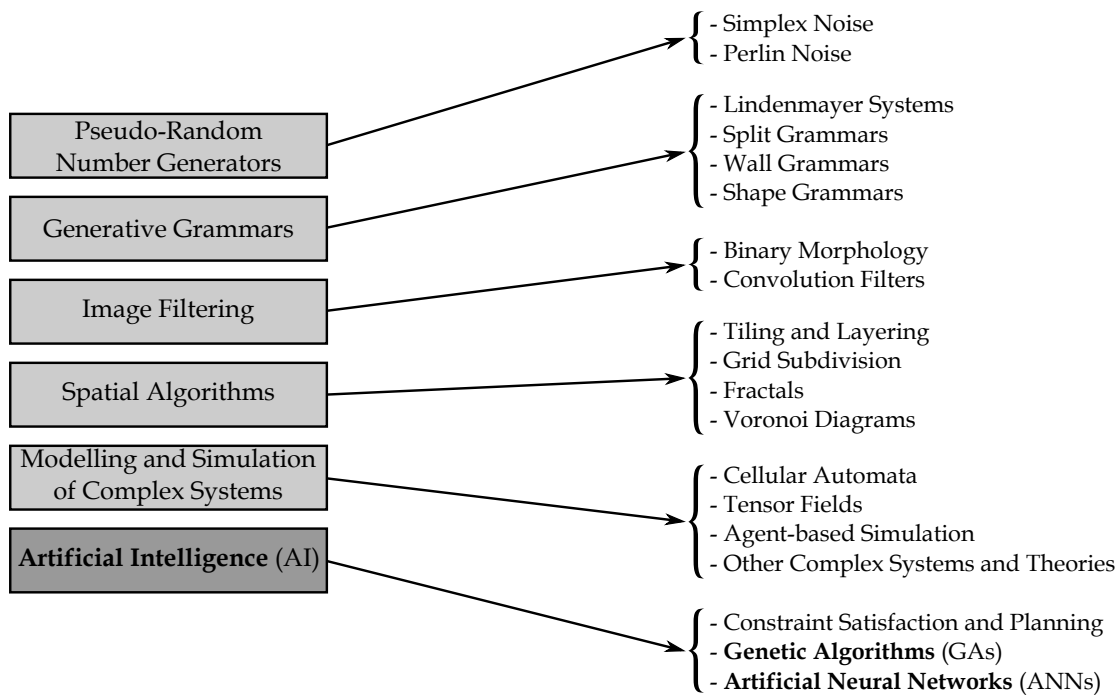 Pseudo-Random
Number Generators
- Simplex Noise
- Perlin Noise
Generative Grammars
- Lindenmayer Systems
- Split Grammars
- Wall Grammars
- Shape Grammars
Image Filtering
- Binary Morphology
- Convolution Filters
Spatial Algorithms
- Tiling and Layering
- Grid Subdivision
- Fractals
- Voronoi Diagrams
Modelling and Simulation
of Complex Systems
- Cellular Automata
- Tensor Fields
- Agent-based Simulation
- Other Complex Systems and Theories
Artificial Intelligence (AI)
- Constraint Satisfaction and Planning
- Genetic Algorithms (GAs)
- Artificial Neural Networks (ANNs)